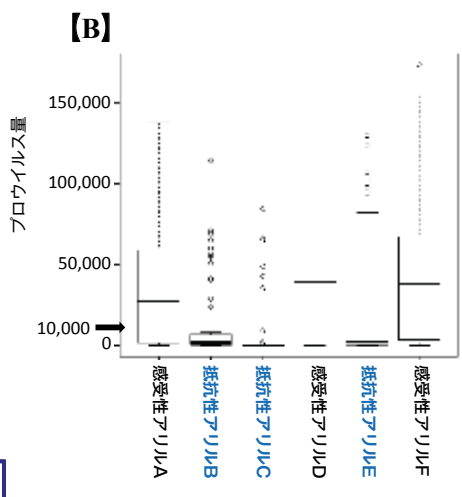 【B】
プロウイルス量
150,000
100,000
50,000
10,000
0
感受性アリルA
抵抗性アリルB
抵抗性アリルC
感受性アリルD
抵抗性アリルE
感受性アリルF